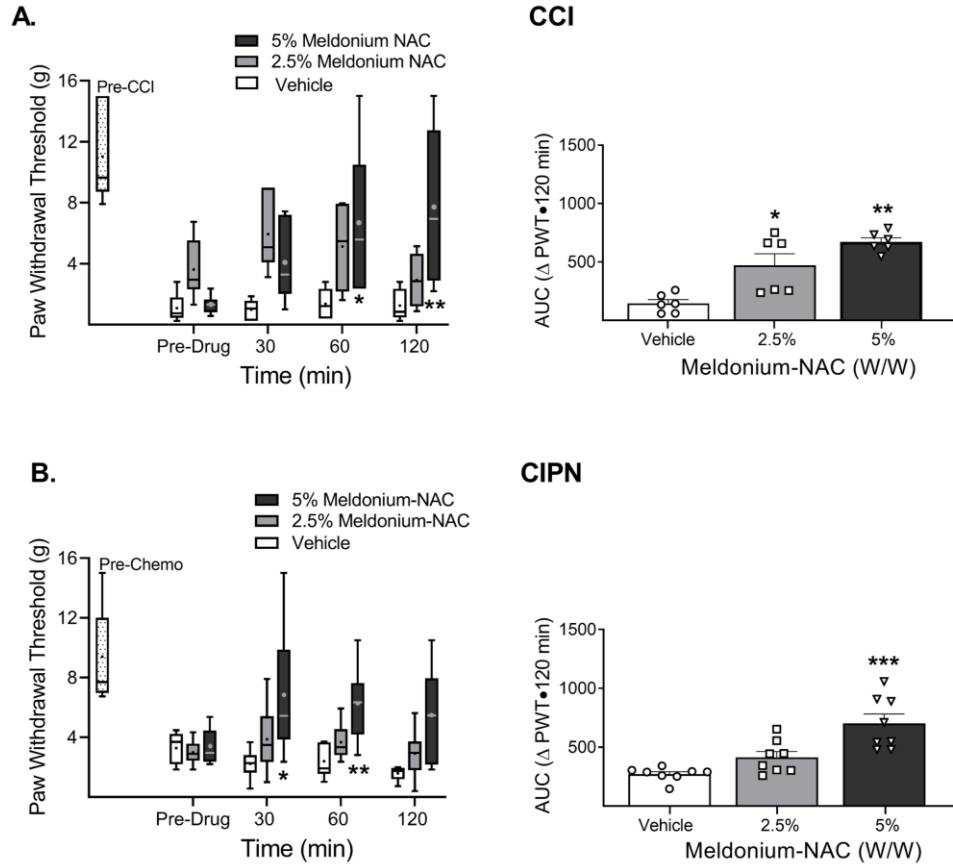 A.
5% Meldonium NAC
2.5% Meldonium NAC
Vehicle
Pre-CCI
16
12
8
4
Paw Withdrawal Threshold (g)
Pre-Drug 30 60 120
Time (min)
* **
CCI
1500
1000
500
AUC (Δ PWT•120 min)
* **
Vehicle 2.5% 5%
Meldonium-NAC (W/W)
B.
5% Meldonium-NAC
2.5% Meldonium-NAC
Vehicle
Pre-Chemo
16
12
8
4
Paw Withdrawal Threshold (g)
Pre-Drug 30 60 120
Time (min)
* **
CIPN
1500
1000
500
AUC (Δ PWT•120 min)
***
Vehicle 2.5% 5%
Meldonium-NAC (W/W)